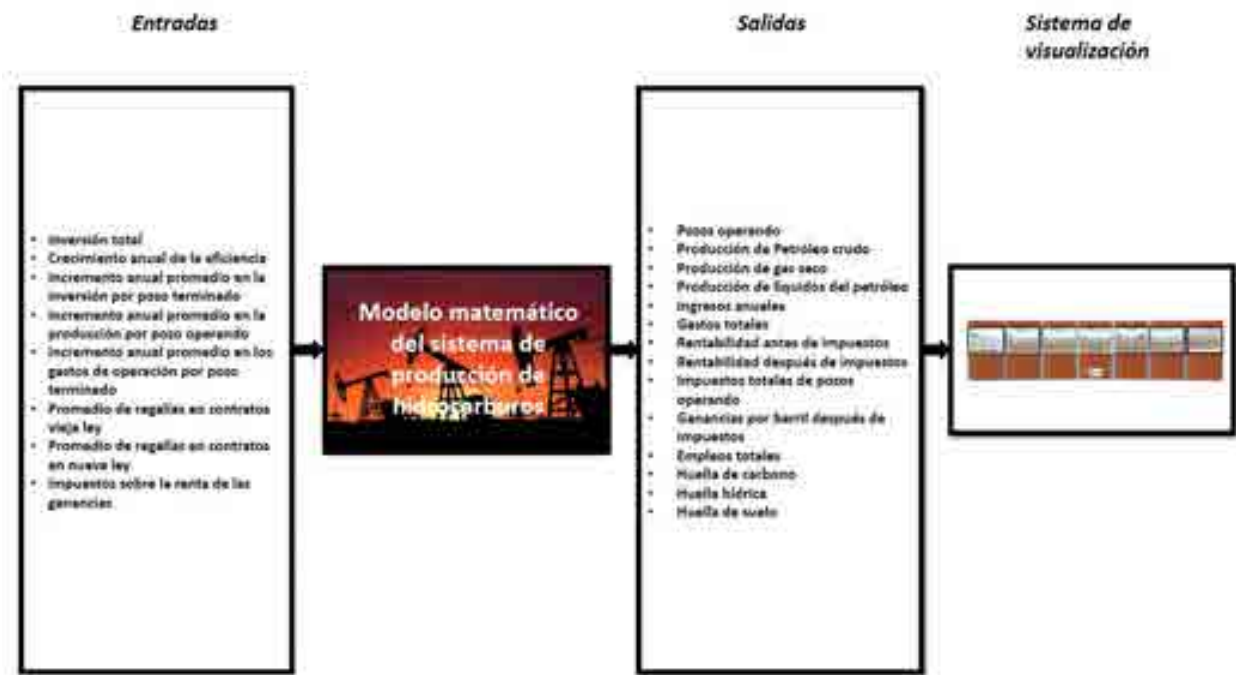 Entradas
Salidas
Sistema de
visualización
• Inversión total
• Crecimiento anual de la eficiencia
• Incremento anual promedio en la
inversión por pozo terminado
• Incremento anual promedio en la
producción por pozo operando
• Incremento anual promedio en los
gastos de operación por pozo
terminado
• Promedio de regalías en contratos
vieja ley
• Promedio de regalías en contratos
en nueva ley
• Impuestos sobre la renta de las
ganancias
Modelo matemático
del sistema de
producción de
hidrocarburos
• Pozos operando
• Producción de Petróleo crudo
• Producción de gas seco
• Producción de líquidos del petróleo
• Ingresos anuales
• Gastos totales
• Rentabilidad antes de impuestos
• Rentabilidad después de impuestos
• Impuestos totales de pozos
operando
• Ganancias por barril después de
impuestos
• Empleos totales
• Huella de carbono
• Huella hídrica
• Huella de suelo